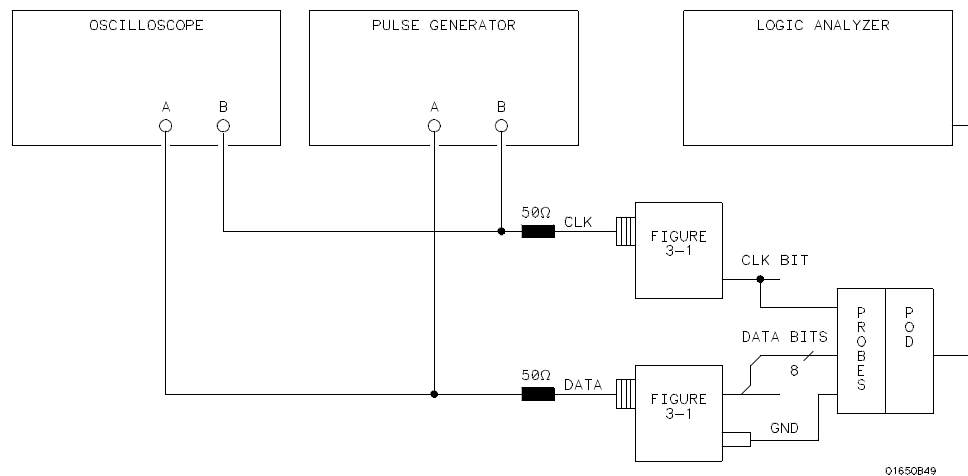 OSCILLOSCOPE
PULSE GENERATOR
LOGIC ANALYZER
A
B
A
B
50Ω
CLK
FIGURE
3-1
CLK BIT
DATA BITS
8
PROBES
POD
50Ω
DATA
FIGURE
3-1
GND
01650B49